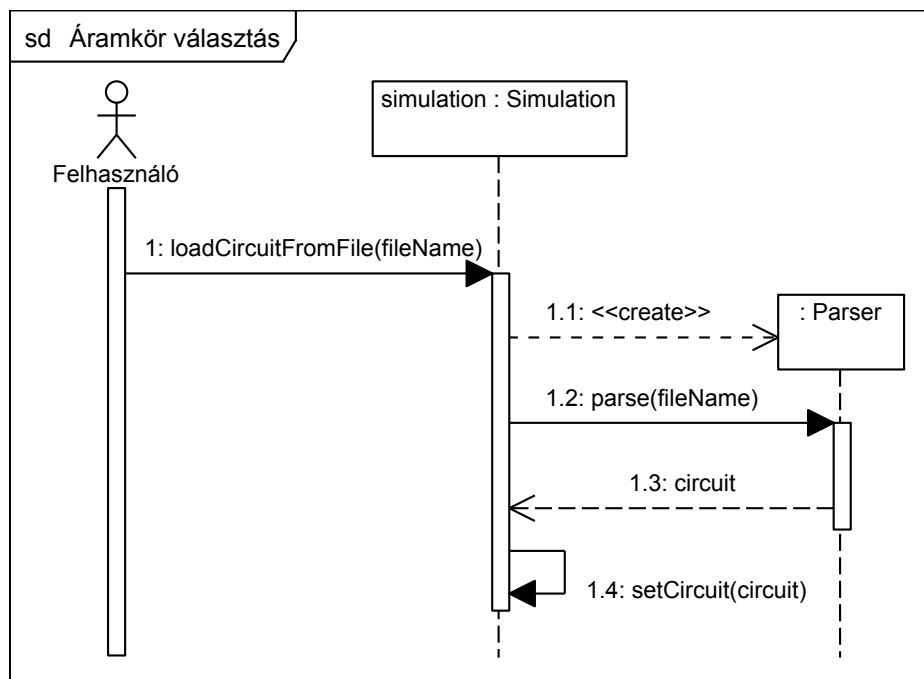 sd Áramkör választás
simulation : Simulation
Felhasználó
1: loadCircuitFromFile(fileName)
1.1: <<create>>
: Parser
1.2: parse(fileName)
1.3: circuit
1.4: setCircuit(circuit)